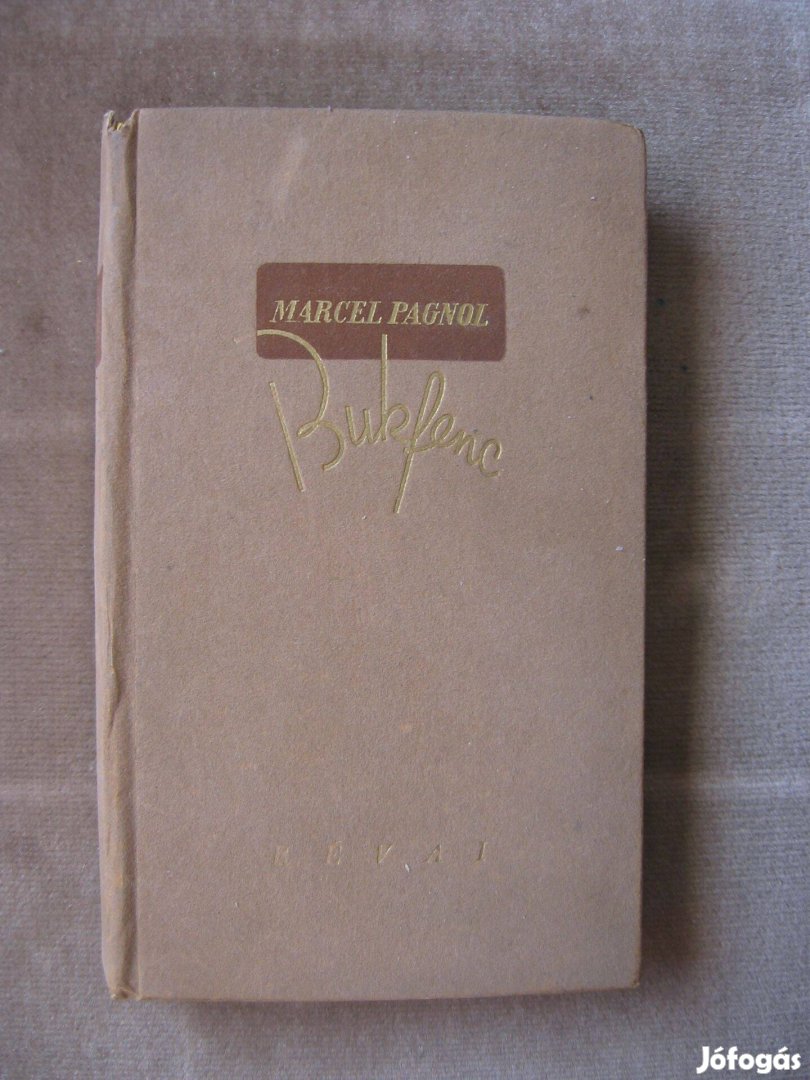 MARCEL PAGNOL
Bukfenc
RÉVAI
Jófogás